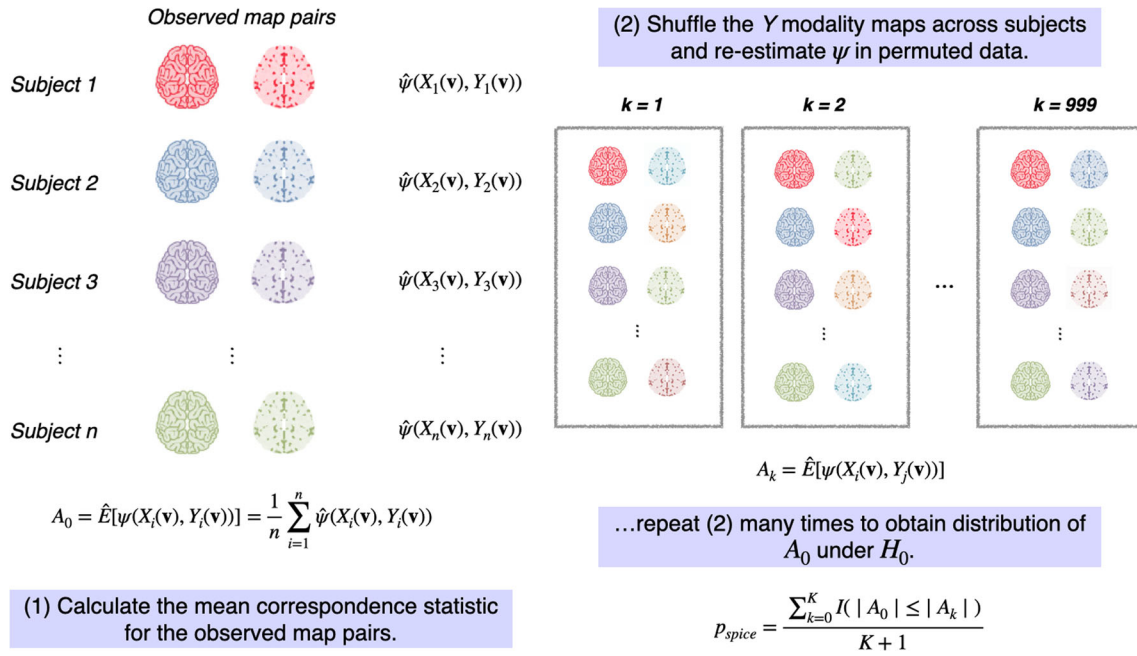 Observed map pairs
Subject 1
ψ̂(X₁(v), Y₁(v))
Subject 2
ψ̂(X₂(v), Y₂(v))
Subject 3
ψ̂(X₃(v), Y₃(v))
⋮ ⋮ ⋮
Subject n
ψ̂(Xₙ(v), Yₙ(v))
A₀ = Ê[ψ(Xᵢ(v), Yᵢ(v))] = 1/n ∑ᵢ₌₁ⁿ ψ̂(Xᵢ(v), Yᵢ(v))
(1) Calculate the mean correspondence statistic
for the observed map pairs.
(2) Shuffle the Y modality maps across subjects
and re-estimate ψ in permuted data.
k = 1 k = 2 k = 999
...
⋮ ⋮ ⋮
Aₖ = Ê[ψ(Xᵢ(v), Yⱼ(v))]
…repeat (2) many times to obtain distribution of
A₀ under H₀.
p_spice = ∑ₖ₌₀ᴷ I( | A₀ | ≤ | Aₖ | ) / K + 1